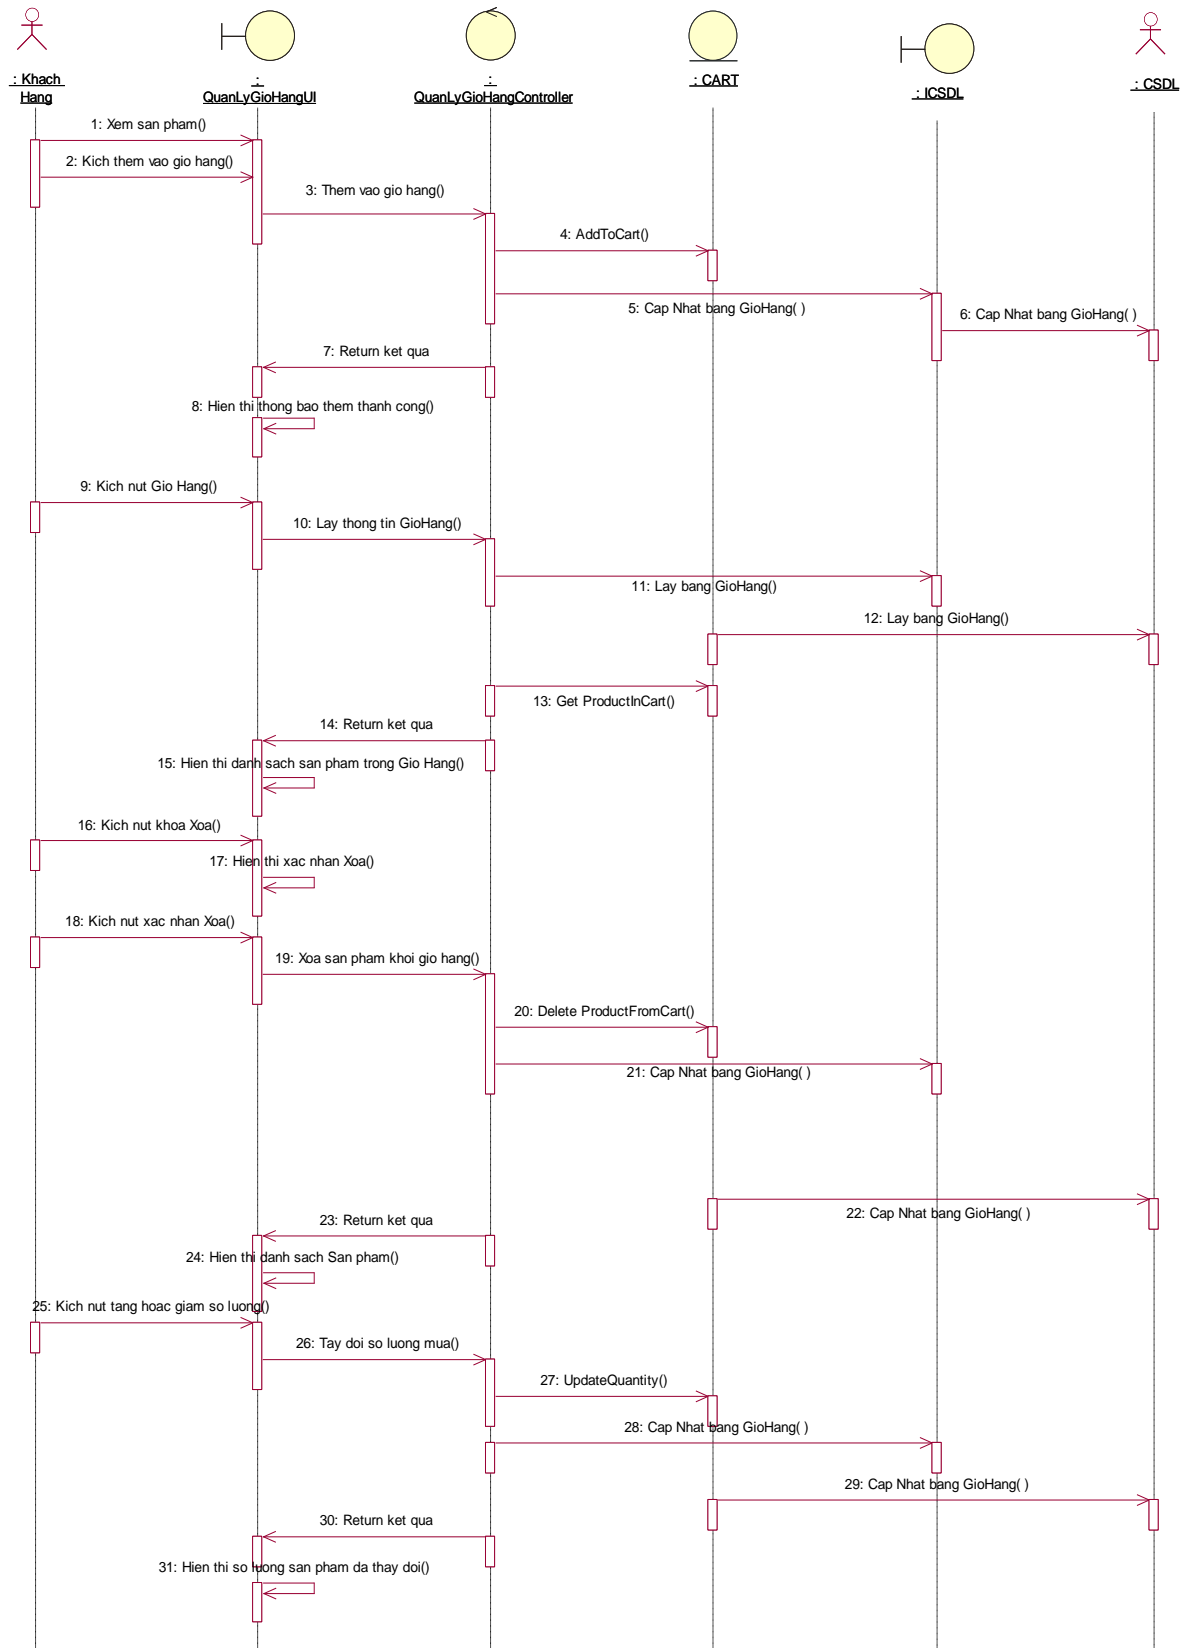 : Khach
Hang
:
QuanLyGioHangUI
:
QuanLyGioHangController
: CART
: ICSDL
: CSDL
1: Xem san pham()
2: Kich them vao gio hang()
3: Them vao gio hang()
4: AddToCart()
5: Cap Nhat bang GioHang( )
6: Cap Nhat bang GioHang( )
7: Return ket qua
8: Hien thi thong bao them thanh cong()
9: Kich nut Gio Hang()
10: Lay thong tin GioHang()
11: Lay bang GioHang()
12: Lay bang GioHang()
13: Get ProductInCart()
14: Return ket qua
15: Hien thi danh sach san pham trong Gio Hang()
16: Kich nut khoa Xoa()
17: Hien thi xac nhan Xoa()
18: Kich nut xac nhan Xoa()
19: Xoa san pham khoi gio hang()
20: Delete ProductFromCart()
21: Cap Nhat bang GioHang( )
22: Cap Nhat bang GioHang( )
23: Return ket qua
24: Hien thi danh sach San pham()
25: Kich nut tang hoac giam so luong()
26: Tay doi so luong mua()
27: UpdateQuantity()
28: Cap Nhat bang GioHang( )
29: Cap Nhat bang GioHang( )
30: Return ket qua
31: Hien thi so luong san pham da thay doi()